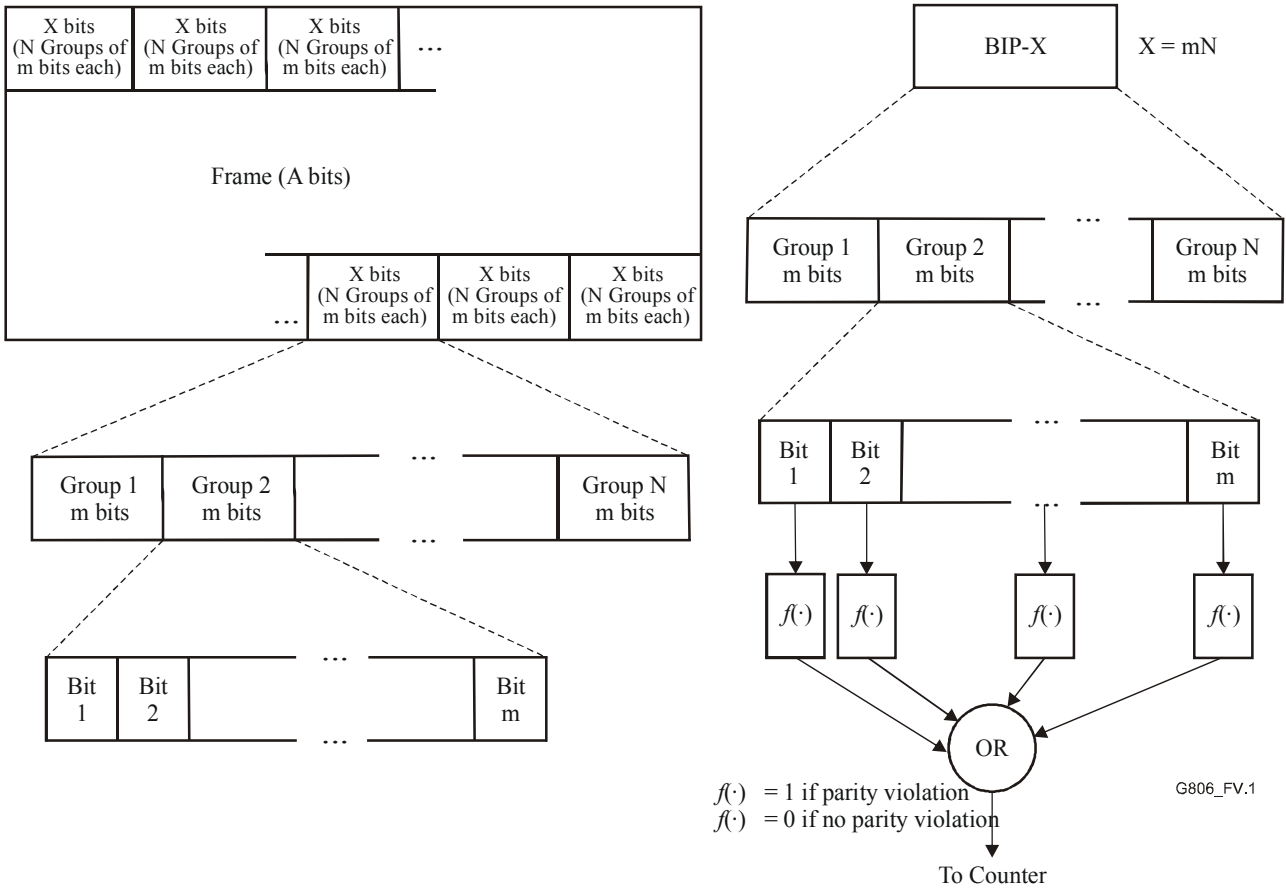 X bits
(N Groups of
m bits each)
X bits
(N Groups of
m bits each)
X bits
(N Groups of
m bits each)
...
Frame (A bits)
...
X bits
(N Groups of
m bits each)
X bits
(N Groups of
m bits each)
X bits
(N Groups of
m bits each)
Group 1
m bits
Group 2
m bits
...
...
Group N
m bits
Bit
1
Bit
2
...
...
Bit
m
BIP-X
X = mN
Group 1
m bits
Group 2
m bits
...
...
Group N
m bits
Bit
1
Bit
2
...
...
Bit
m
f(·)
f(·)
f(·)
f(·)
OR
f(·) = 1 if parity violation
f(·) = 0 if no parity violation
To Counter
G806_FV.1